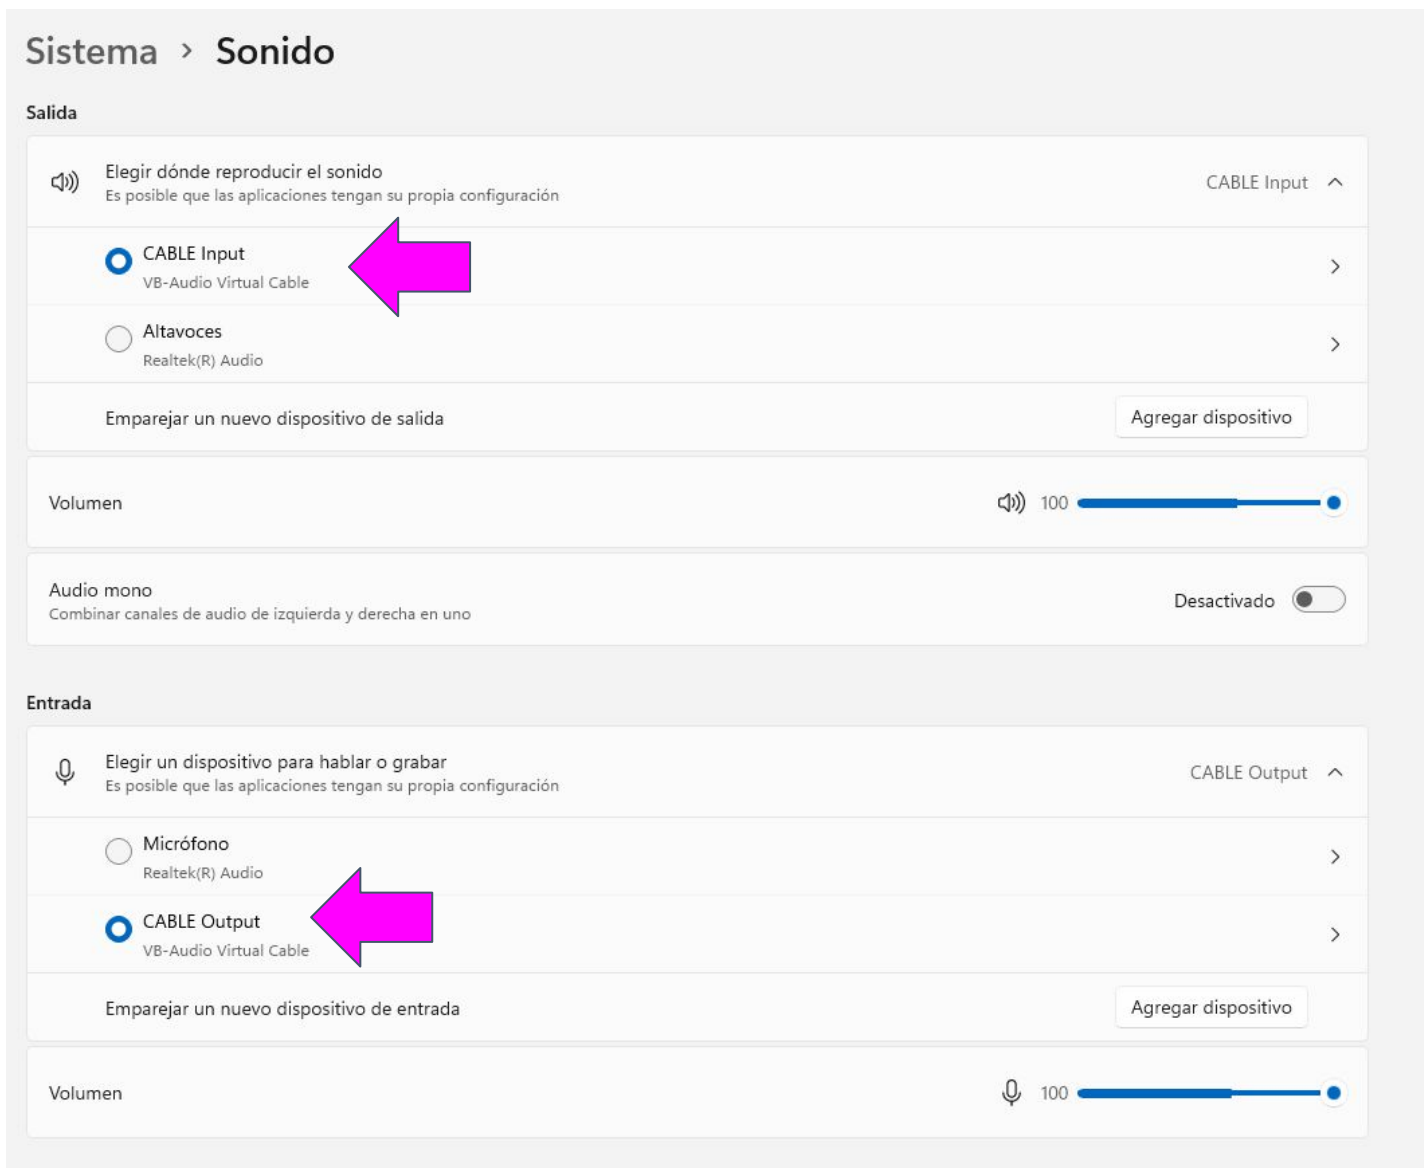 Sistema > Sonido
Salida
Elegir dónde reproducir el sonido
Es posible que las aplicaciones tengan su propia configuración
CABLE Input
CABLE Input
VB-Audio Virtual Cable
Altavoces
Realtek(R) Audio
Emparejar un nuevo dispositivo de salida
Agregar dispositivo
Volumen
100
Audio mono
Combinar canales de audio de izquierda y derecha en uno
Desactivado
Entrada
Elegir un dispositivo para hablar o grabar
Es posible que las aplicaciones tengan su propia configuración
CABLE Output
Micrófono
Realtek(R) Audio
CABLE Output
VB-Audio Virtual Cable
Emparejar un nuevo dispositivo de entrada
Agregar dispositivo
Volumen
100